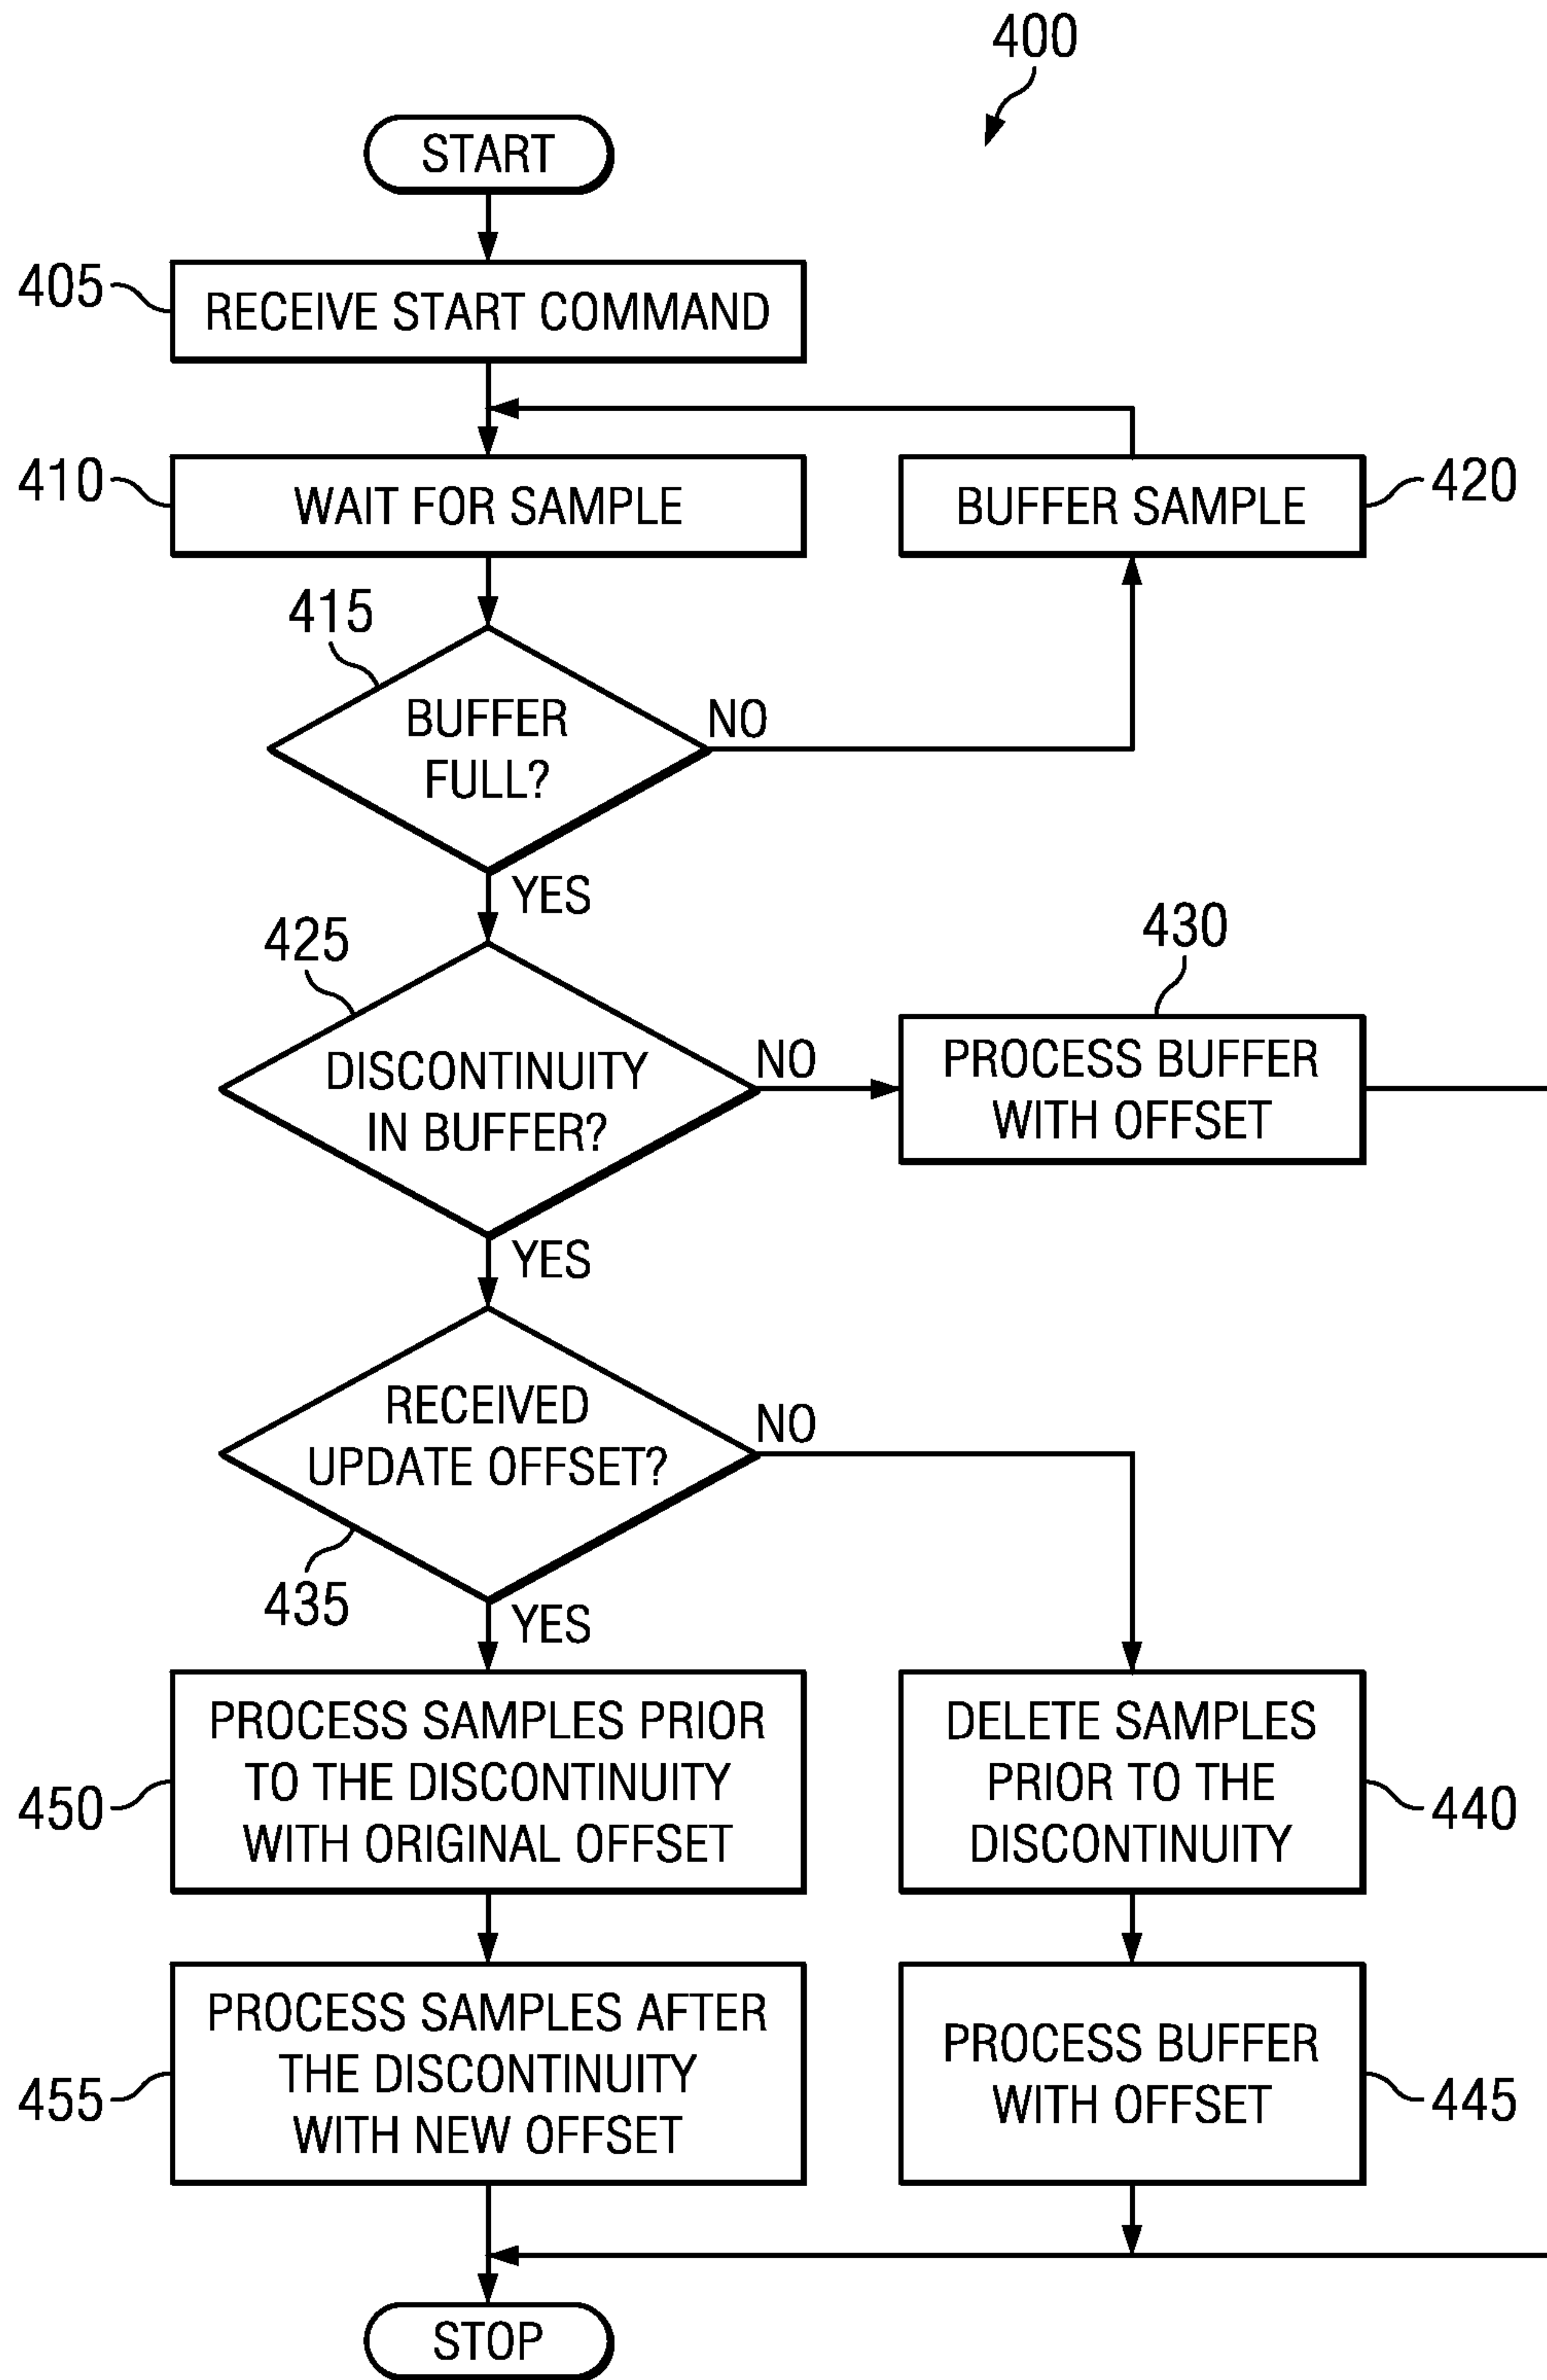 400
START
405
RECEIVE START COMMAND
410
WAIT FOR SAMPLE
BUFFER SAMPLE
420
415
BUFFER
FULL?
NO
YES
425
DISCONTINUITY
IN BUFFER?
NO
430
PROCESS BUFFER
WITH OFFSET
YES
RECEIVED
UPDATE OFFSET?
NO
435
YES
450
PROCESS SAMPLES PRIOR
TO THE DISCONTINUITY
WITH ORIGINAL OFFSET
DELETE SAMPLES
PRIOR TO THE
DISCONTINUITY
440
455
PROCESS SAMPLES AFTER
THE DISCONTINUITY
WITH NEW OFFSET
PROCESS BUFFER
WITH OFFSET
445
STOP